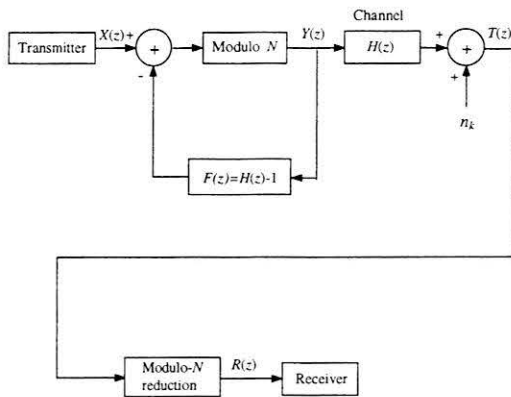 Channel
Transmitter
X(z)
+
+
-
Modulo N
Y(z)
H(z)
+
+
+
T(z)
n_k
F(z)=H(z)-1
Modulo-N
reduction
R(z)
Receiver